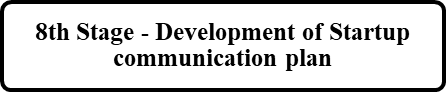 8th Stage - Development of Startup
communication plan